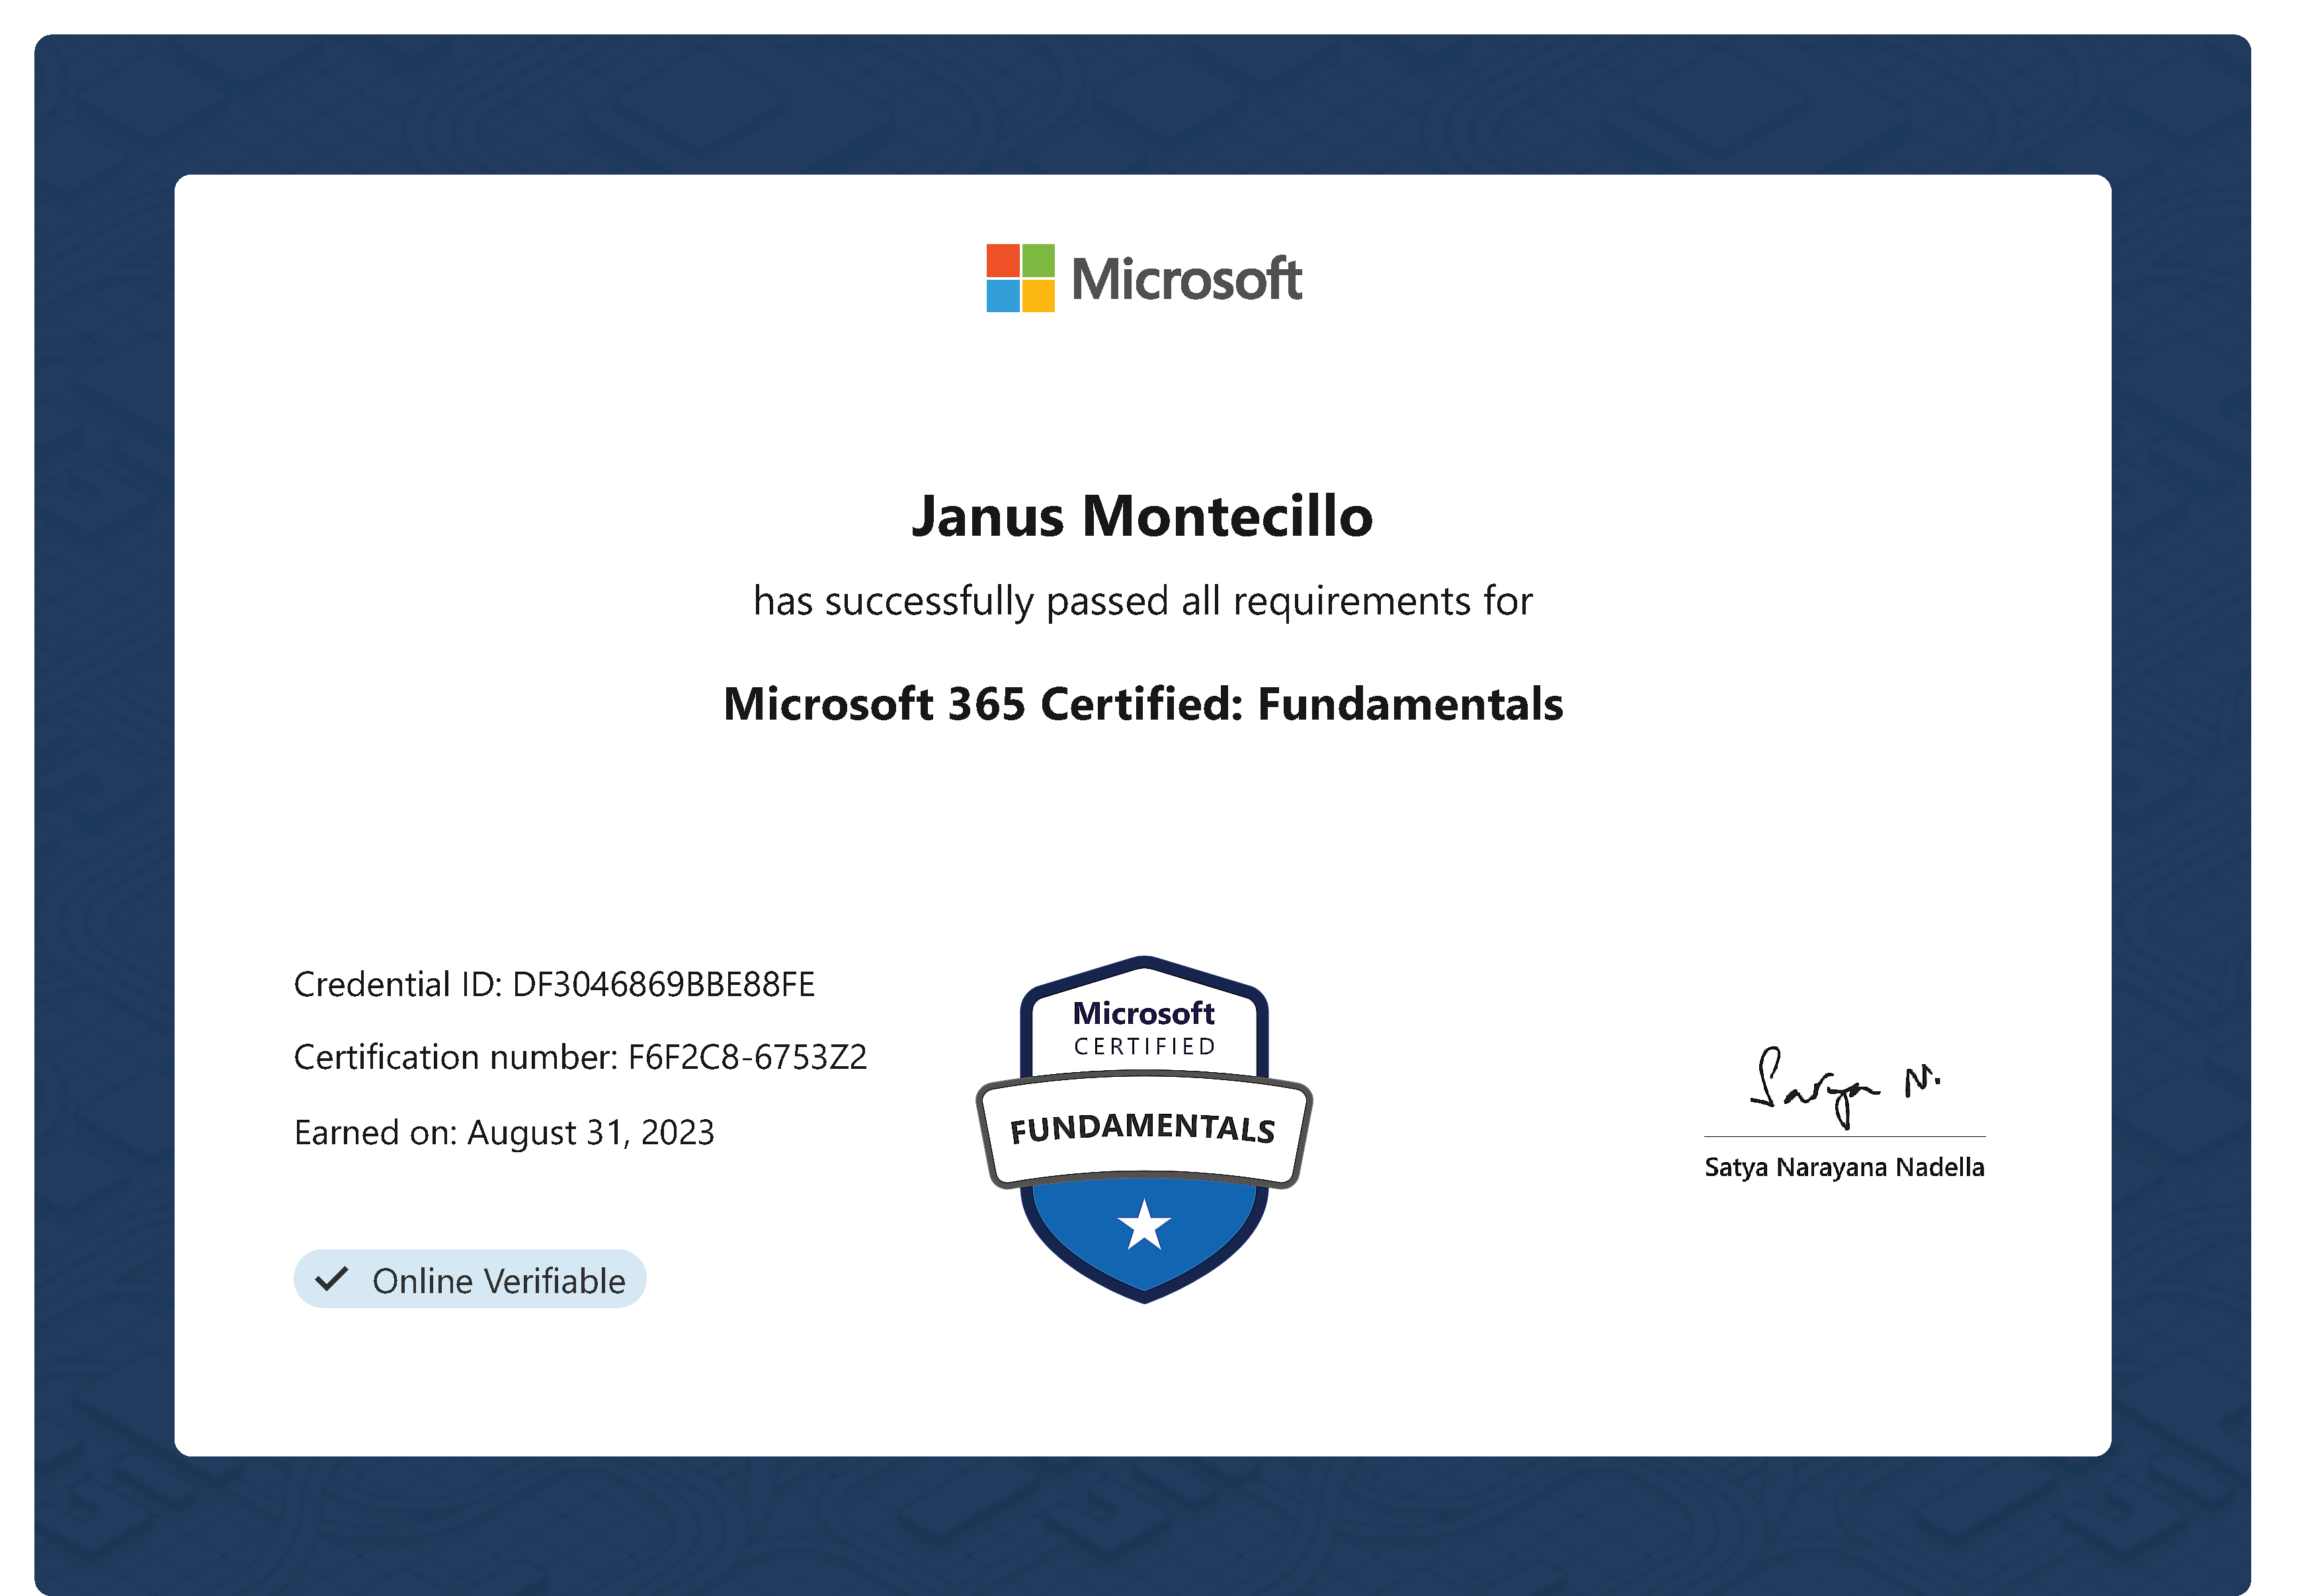 Microsoft
Janus Montecillo
has successfully passed all requirements for
Microsoft 365 Certified: Fundamentals
Credential ID: DF3046869BBE88FE
Certification number: F6F2C8-6753Z2
Earned on: August 31, 2023
Online Verifiable
Microsoft
CERTIFIED
FUNDAMENTALS
Satya N.
Satya Narayana Nadella